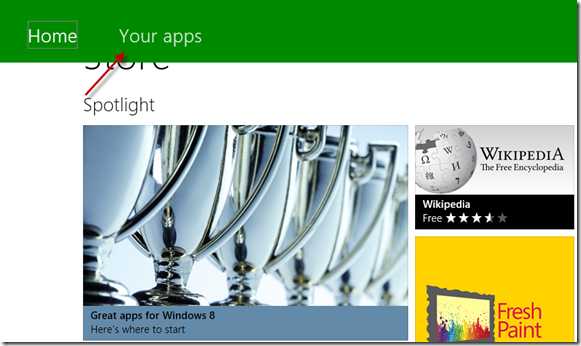 Home Your apps
Store
Spotlight
WIKIPEDIA
The Free Encyclopedia
Wikipedia
Free
Great apps for Windows 8
Here's where to start
Fresh
Paint